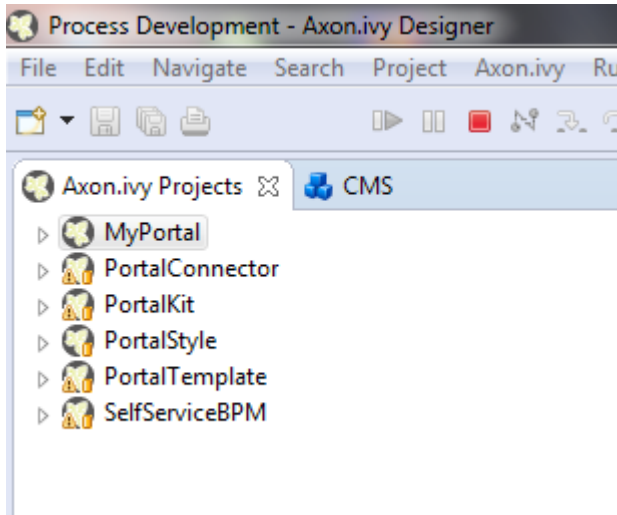 Process Development - Axon.ivy Designer
File Edit Navigate Search Project Axon.ivy Ru
Axon.ivy Projects CMS
MyPortal
PortalConnector
PortalKit
PortalStyle
PortalTemplate
SelfServiceBPM